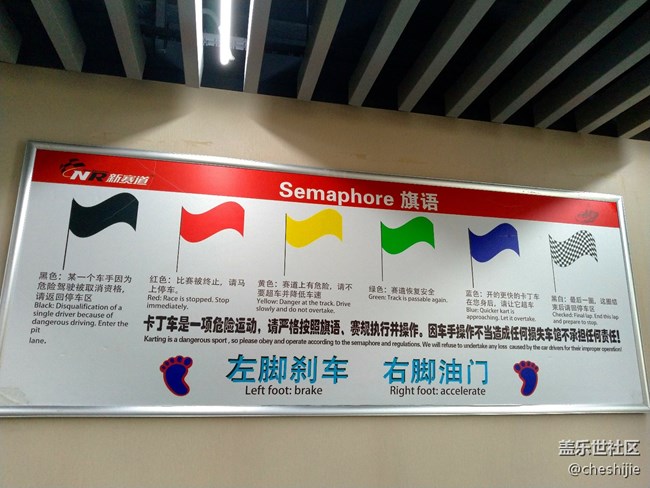 NR 新赛道
Semaphore 旗语
黑色：某一个车手因为
危险驾驶被取消资格，
请返回停车区
Black: Disqualification of a
single driver because of
dangerous driving. Enter the
pit
lane.
红色：比赛被终止，请马
上停车。
Red: Race is stopped. Stop
immediately.
黄色：赛道上有危险，请不
要超车并降低车速
Yellow: Danger at the track. Drive
slowly and do not overtake.
绿色：赛道恢复安全
Green: Track is passable again.
蓝色：开的更快的卡丁车
在您身后，请让它超车
Blue: Quicker kart is
approaching. Let it overtake.
黑白：最后一圈，这圈结
束后请回停车区
Checked: Final lap. End this lap
and prepare to stop.
卡丁车是一项危险运动，请严格按照旗语、赛规执行并操作。因车手操作不当造成任何损失车馆不承担任何责任！
Karting is a dangerous sport , so please obey and operate according to the semaphore and regulations. We will refuse to undertake any loss caused by the car drivers for their improper operation!
左脚刹车
Left foot: brake
右脚油门
Right foot: accelerate
盖乐世社区
@cheshijie